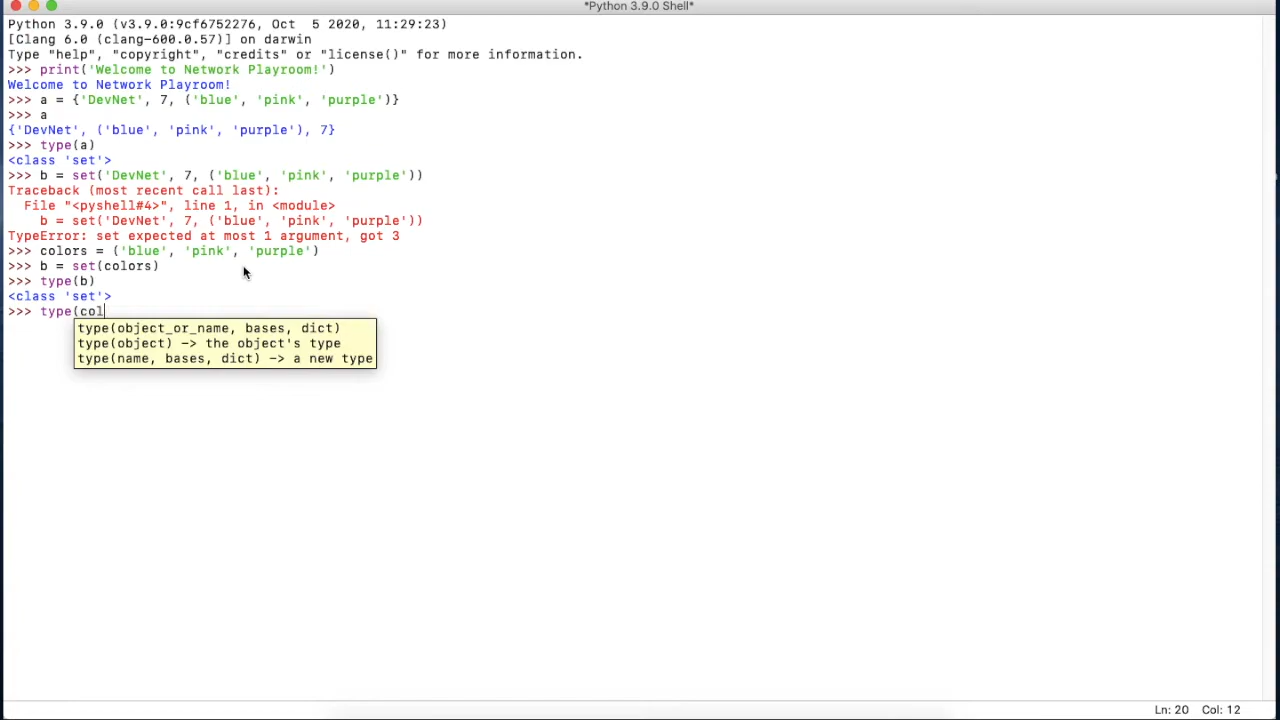 *Python 3.9.0 Shell*
Python 3.9.0 (v3.9.0:9cf6752276, Oct  5 2020, 11:29:23)
[Clang 6.0 (clang-600.0.57)] on darwin
Type "help", "copyright", "credits" or "license()" for more information.
>>> print('Welcome to Network Playroom!')
Welcome to Network Playroom!
>>> a = {'DevNet', 7, ('blue', 'pink', 'purple')}
>>> a
{'DevNet', ('blue', 'pink', 'purple'), 7}
>>> type(a)
<class 'set'>
>>> b = set('DevNet', 7, ('blue', 'pink', 'purple'))
Traceback (most recent call last):
  File "<pyshell#4>", line 1, in <module>
    b = set('DevNet', 7, ('blue', 'pink', 'purple'))
TypeError: set expected at most 1 argument, got 3
>>> colors = ('blue', 'pink', 'purple')
>>> b = set(colors)
>>> type(b)
<class 'set'>
>>> type(col
type(object_or_name, bases, dict)
type(object) -> the object's type
type(name, bases, dict) -> a new type
Ln: 20  Col: 12